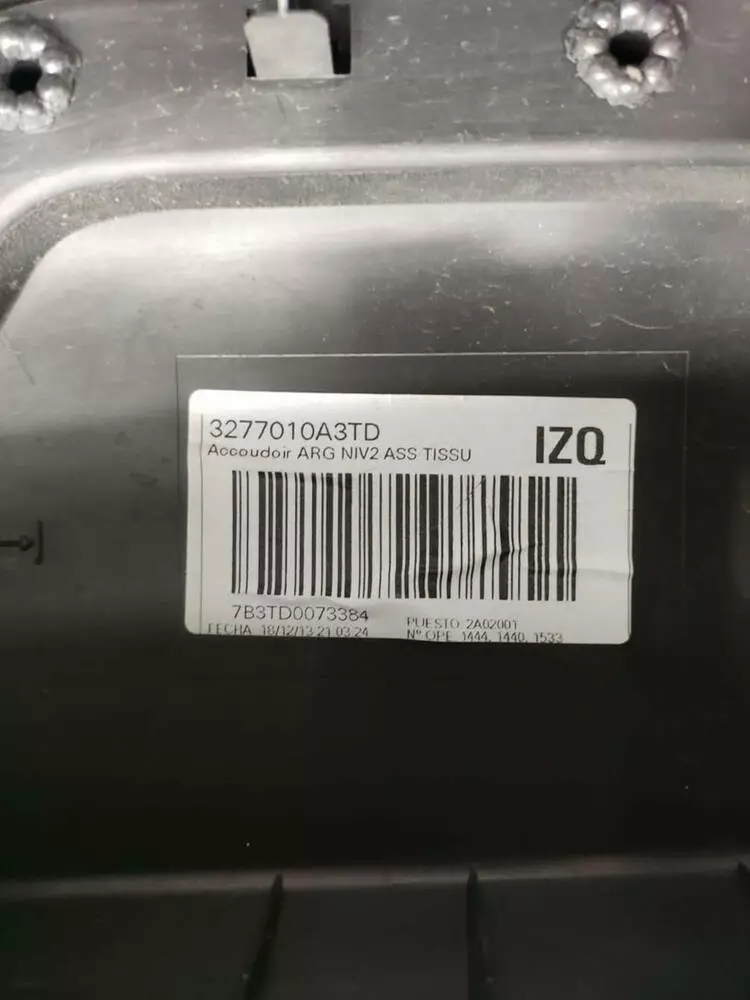 3277010A3TD
IZQ
Accoudoir ARG NIV2 ASS TISSU
7B3TD0073384
PUESTO 2A02001
FECHA 18/12/13 21:03:24
Nº OPE 1444, 1440, 1533